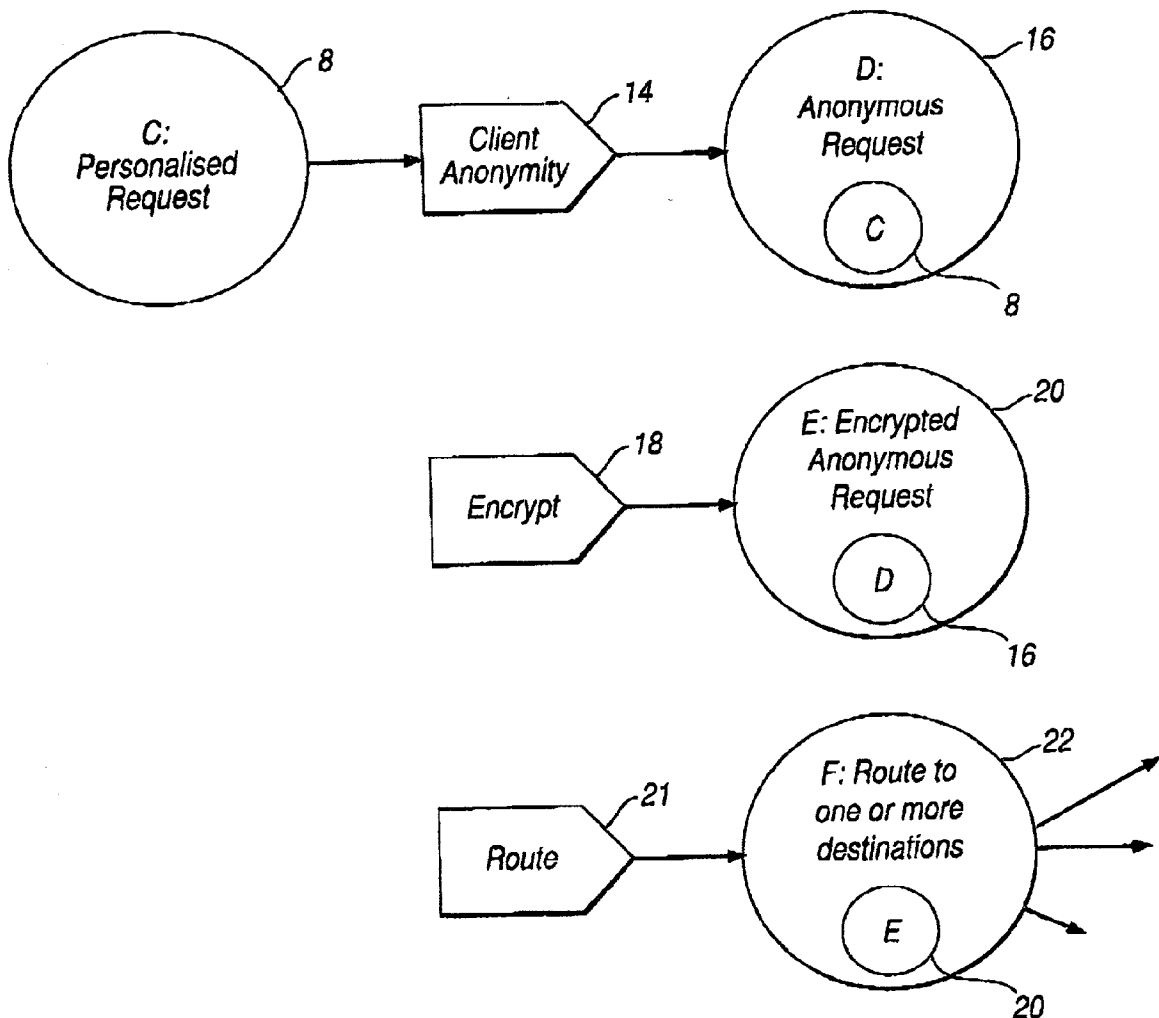 8
C:
Personalised
Request
14
Client
Anonymity
16
D:
Anonymous
Request
C
8
18
Encrypt
20
E: Encrypted
Anonymous
Request
D
16
21
Route
22
F: Route to
one or more
destinations
E
20